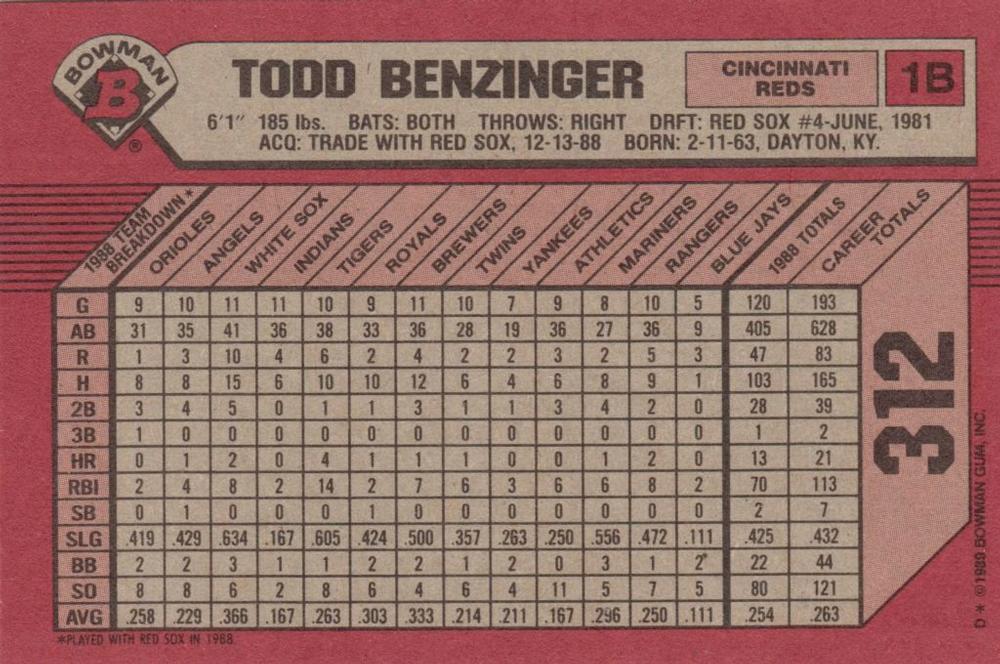 BOWMAN
B
®
TODD BENZINGER
CINCINNATI
REDS
1B
6'1" 185 lbs. BATS: BOTH THROWS: RIGHT DRFT: RED SOX #4-JUNE, 1981
ACQ: TRADE WITH RED SOX, 12-13-88 BORN: 2-11-63, DAYTON, KY.
1988 TEAM BREAKDOWN* ORIOLES ANGELS WHITE SOX INDIANS TIGERS ROYALS BREWERS TWINS YANKEES ATHLETICS MARINERS RANGERS BLUE JAYS 1988 TOTALS CAREER TOTALS
G 9 10 11 11 10 9 11 10 7 9 8 10 5 120 193
AB 31 35 41 36 38 33 36 28 19 36 27 36 9 405 628
R 1 3 10 4 6 2 4 2 2 3 2 5 3 47 83
H 8 8 15 6 10 10 12 6 4 6 8 9 1 103 165
2B 3 4 5 0 1 1 3 1 1 3 4 2 0 28 39
3B 1 0 0 0 0 0 0 0 0 0 0 0 0 1 2
HR 0 1 2 0 4 1 1 1 0 0 1 2 0 13 21
RBI 2 4 8 2 14 2 7 6 3 6 6 8 2 70 113
SB 0 1 0 0 0 1 0 0 0 0 0 0 0 2 7
SLG .419 .429 .634 .167 .605 .424 .500 .357 .263 .250 .556 .472 .111 .425 .432
BB 2 2 3 1 1 2 2 1 2 0 3 1 2 22 44
SO 8 8 6 2 8 6 4 6 4 11 5 7 5 80 121
AVG .258 .229 .366 .167 .263 .303 .333 .214 .211 .167 .296 .250 .111 .254 .263
*PLAYED WITH RED SOX IN 1988.
312
D* ©1989 BOWMAN GUM, INC.